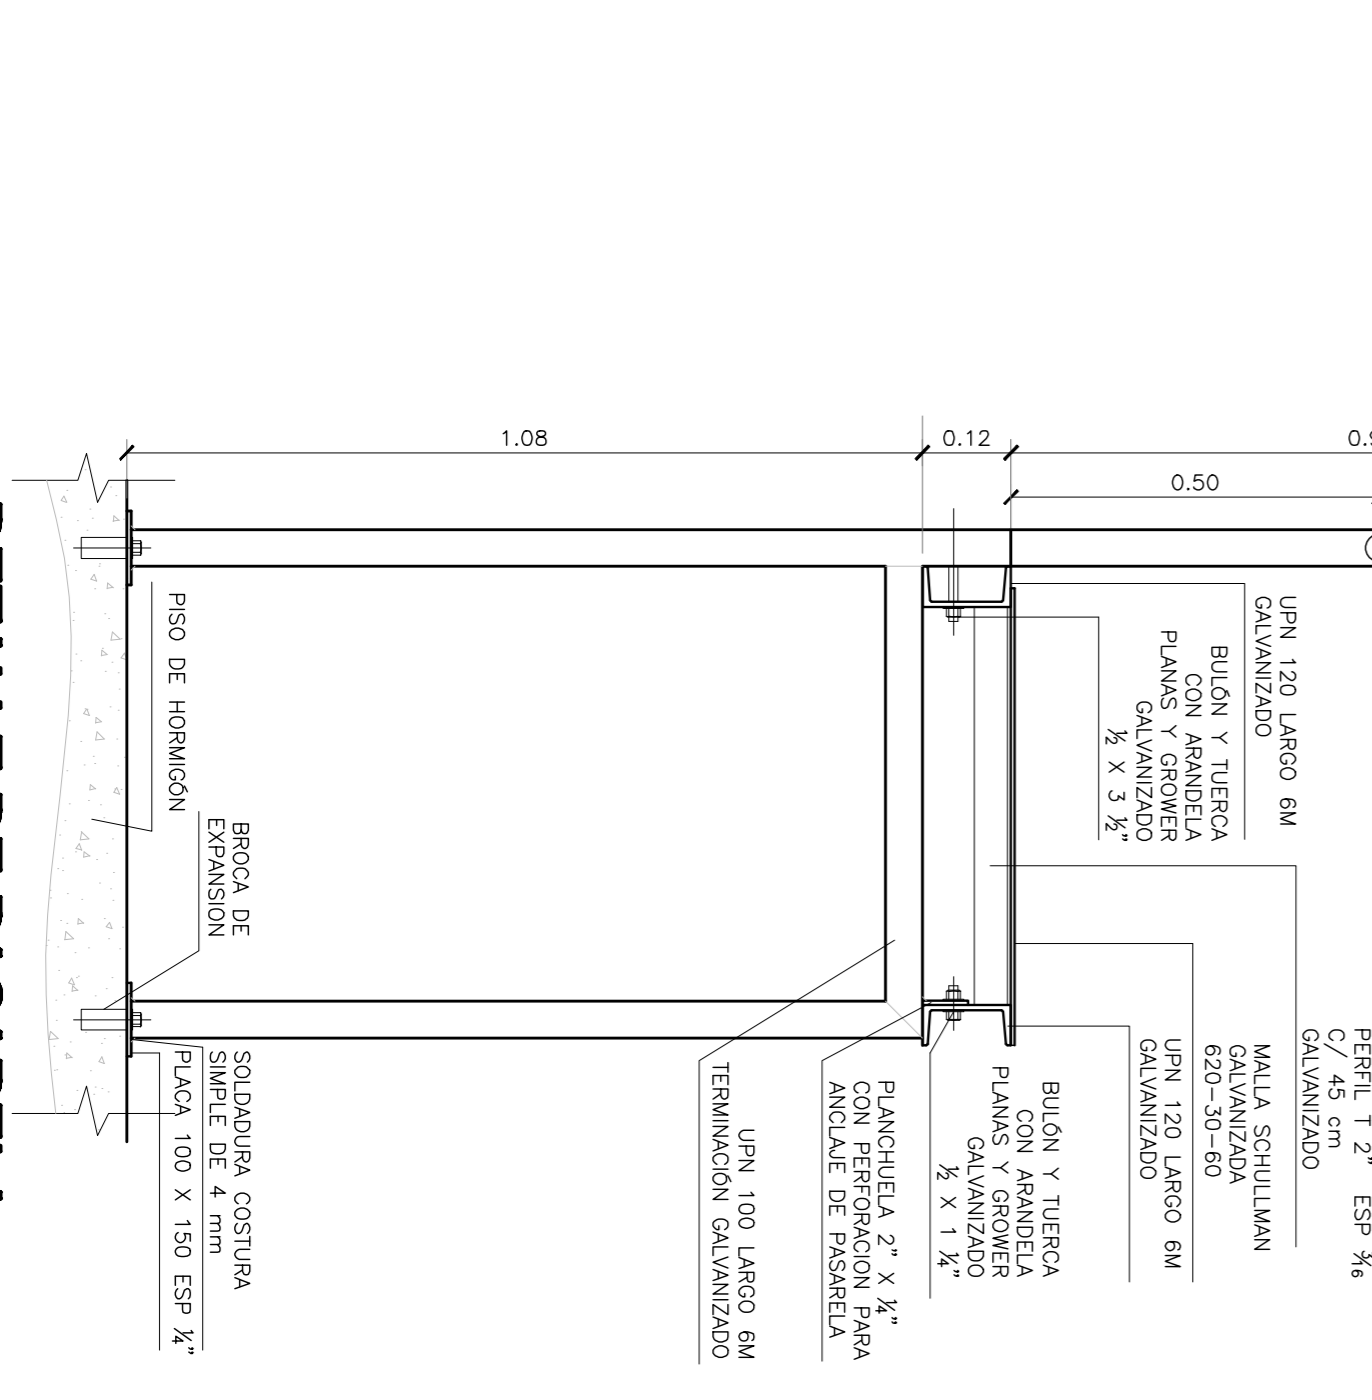 1.08
0.12
0.50
UPN 120 LARGO 6M
GALVANIZADO
BULÓN Y TUERCA
CON ARANDELA
PLANAS Y GROWER
GALVANIZADO
½ X 3 ½"
PISO DE HORMIGÓN
BROCA DE
EXPANSION
PERFIL T 2" ESP 3/16
C/ 45 cm
GALVANIZADO
MALLA SCHULLMAN
GALVANIZADA
620-30-60
UPN 120 LARGO 6M
GALVANIZADO
BULÓN Y TUERCA
CON ARANDELA
PLANAS Y GROWER
GALVANIZADO
½ X 1 ¼"
PLANCHUELA 2" X ¼"
CON PERFORACION PARA
ANCLAJE DE PASARELA
UPN 100 LARGO 6M
TERMINACIÓN GALVANIZADO
SOLDADURA COSTURA
SIMPLE DE 4 mm
PLACA 100 X 150 ESP ¼"